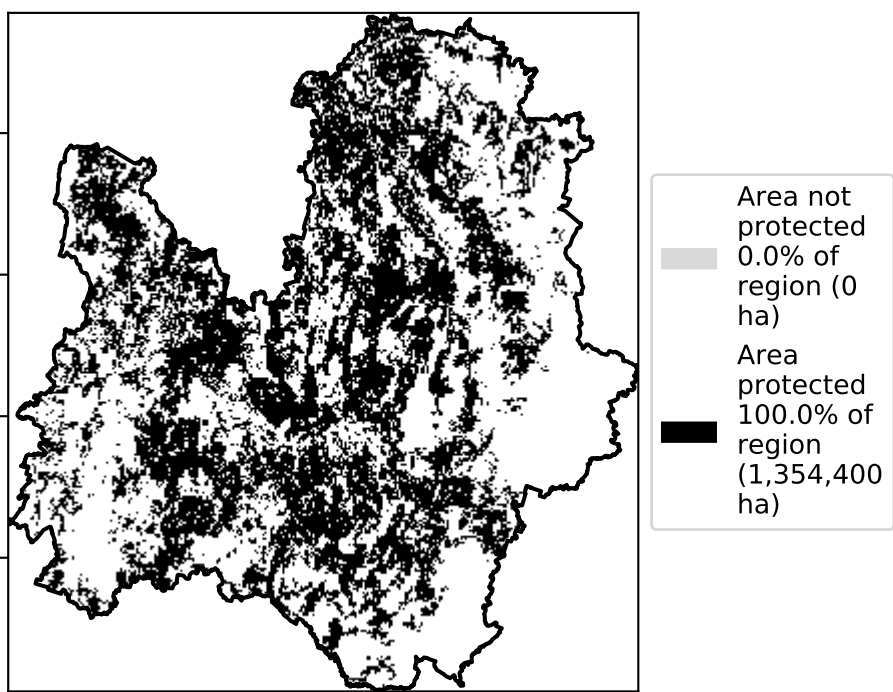 Area not
protected
0.0% of
region (0
ha)
Area
protected
100.0% of
region
(1,354,400
ha)